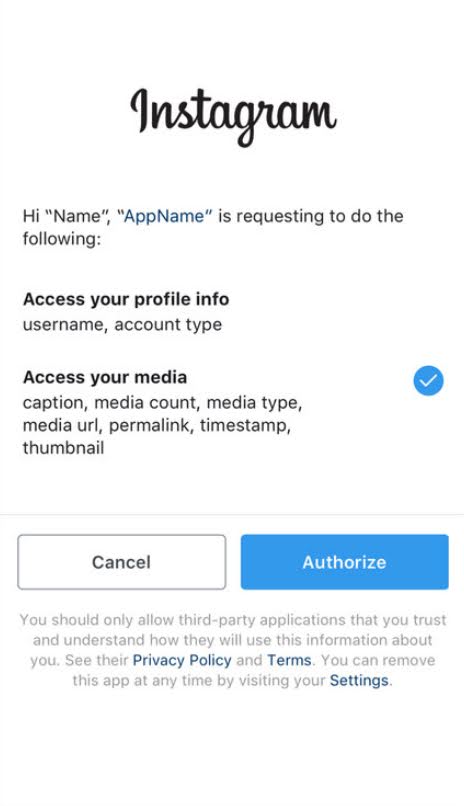 Instagram
Hi “Name”, “AppName” is requesting to do the
following:
Access your profile info
username, account type
Access your media
caption, media count, media type,
media url, permalink, timestamp,
thumbnail
Cancel
Authorize
You should only allow third-party applications that you trust
and understand how they will use this information about
you. See their Privacy Policy and Terms. You can remove
this app at any time by visiting your Settings.